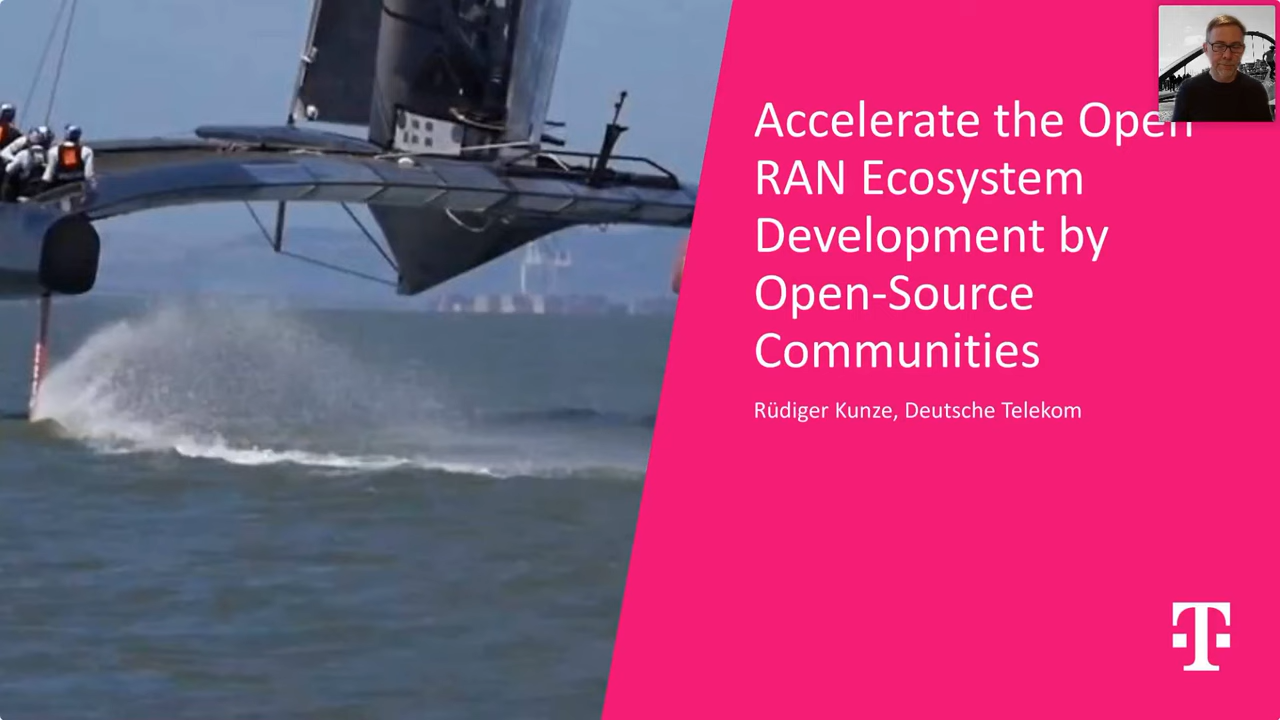 Accelerate the Open
RAN Ecosystem
Development by
Open-Source
Communities
Rüdiger Kunze, Deutsche Telekom
T